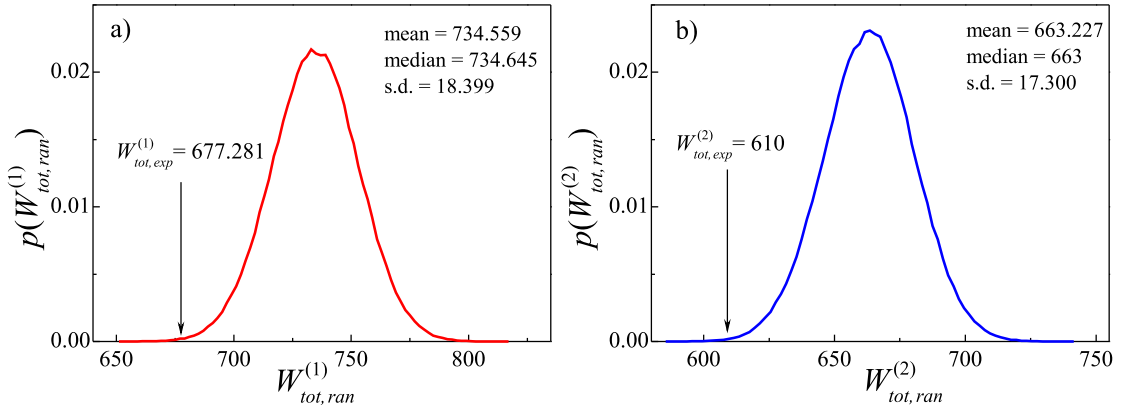 a)
mean = 734.559
median = 734.645
s.d. = 18.399
W^{(1)}_{tot,exp} = 677.281
p(W^{(1)}_{tot,ran})
0.02
0.01
0.00
650 700 750 800
W^{(1)}_{tot,ran}
b)
mean = 663.227
median = 663
s.d. = 17.300
W^{(2)}_{tot,exp} = 610
p(W^{(2)}_{tot,ran})
0.02
0.01
0.00
600 650 700 750
W^{(2)}_{tot,ran}